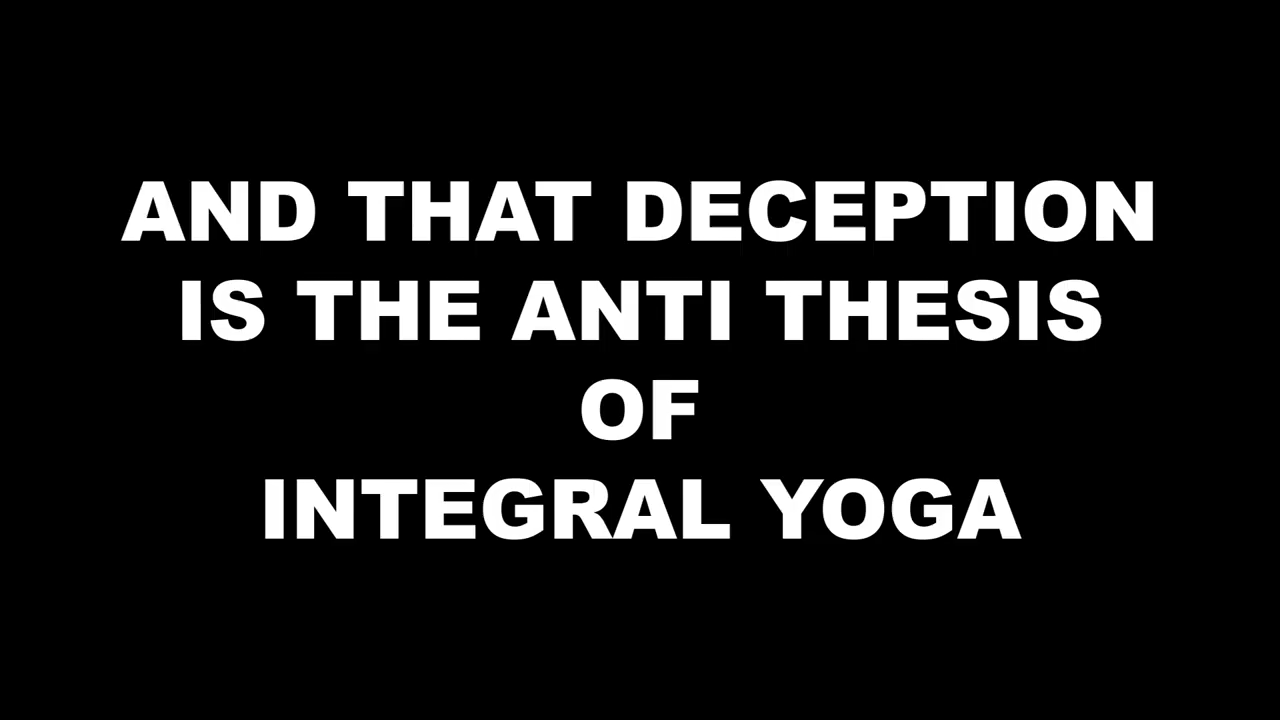 AND THAT DECEPTION
IS THE ANTI THESIS
OF
INTEGRAL YOGA